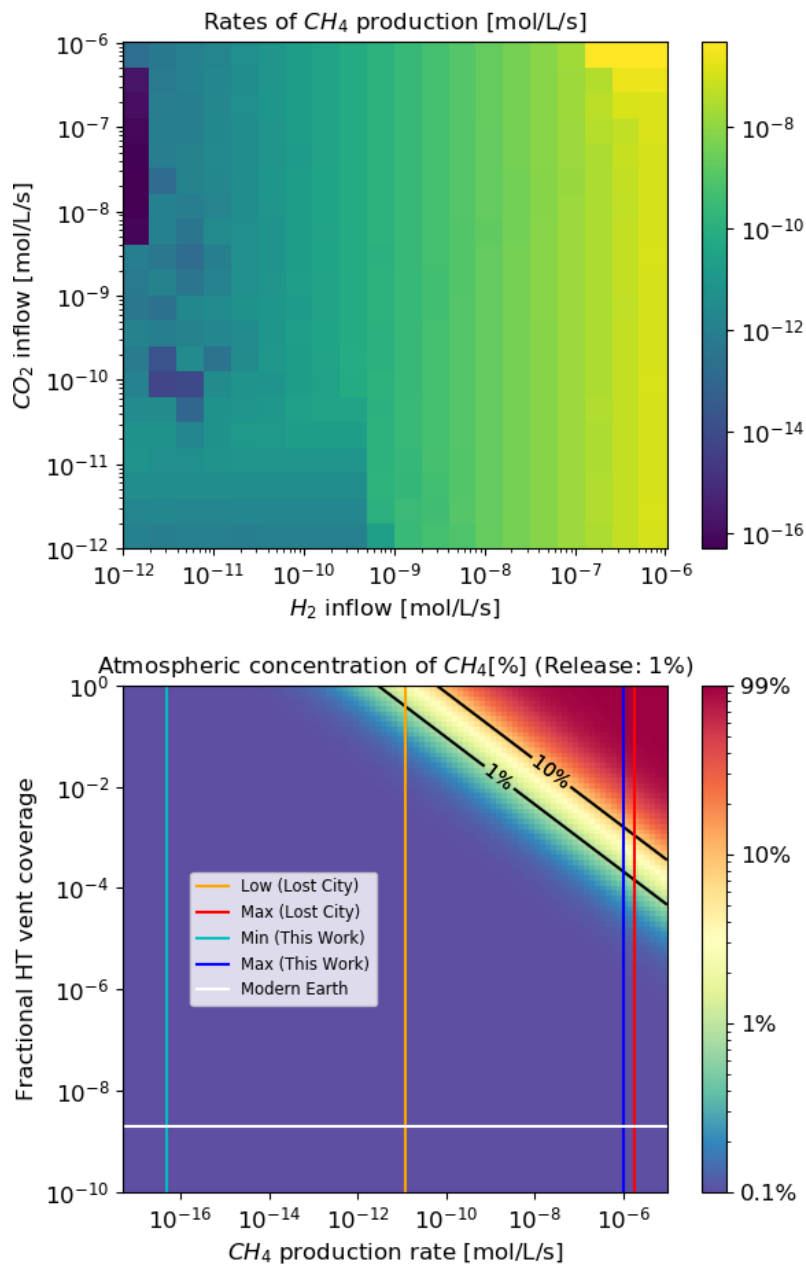 Rates of CH₄ production [mol/L/s]
CO₂ inflow [mol/L/s]
10⁻⁶
10⁻⁷
10⁻⁸
10⁻⁹
10⁻¹⁰
10⁻¹¹
10⁻¹²
10⁻¹² 10⁻¹¹ 10⁻¹⁰ 10⁻⁹ 10⁻⁸ 10⁻⁷ 10⁻⁶
H₂ inflow [mol/L/s]
10⁻⁸
10⁻¹⁰
10⁻¹²
10⁻¹⁴
10⁻¹⁶
Atmospheric concentration of CH₄[%] (Release: 1%)
Fractional HT vent coverage
10⁰
10⁻²
10⁻⁴
10⁻⁶
10⁻⁸
10⁻¹⁰
1%
10%
Low (Lost City)
Max (Lost City)
Min (This Work)
Max (This Work)
Modern Earth
10⁻¹⁶ 10⁻¹⁴ 10⁻¹² 10⁻¹⁰ 10⁻⁸ 10⁻⁶
CH₄ production rate [mol/L/s]
99%
10%
1%
0.1%